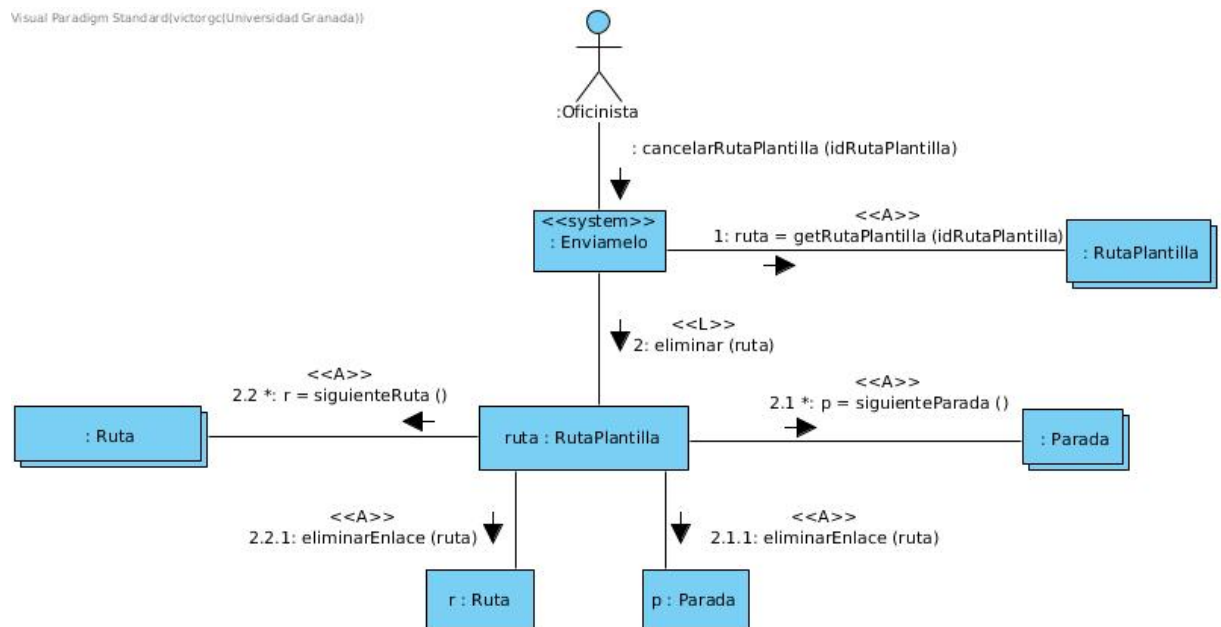 Visual Paradigm Standard(victorgc(Universidad Granada))
:Oficinista
: cancelarRutaPlantilla (idRutaPlantilla)
<<system>>
: Enviamelo
<<A>>
1: ruta = getRutaPlantilla (idRutaPlantilla)
: RutaPlantilla
<<L>>
2: eliminar (ruta)
<<A>>
2.2 *: r = siguienteRuta ()
<<A>>
2.1 *: p = siguienteParada ()
: Ruta
ruta : RutaPlantilla
: Parada
<<A>>
2.2.1: eliminarEnlace (ruta)
<<A>>
2.1.1: eliminarEnlace (ruta)
r : Ruta
p : Parada